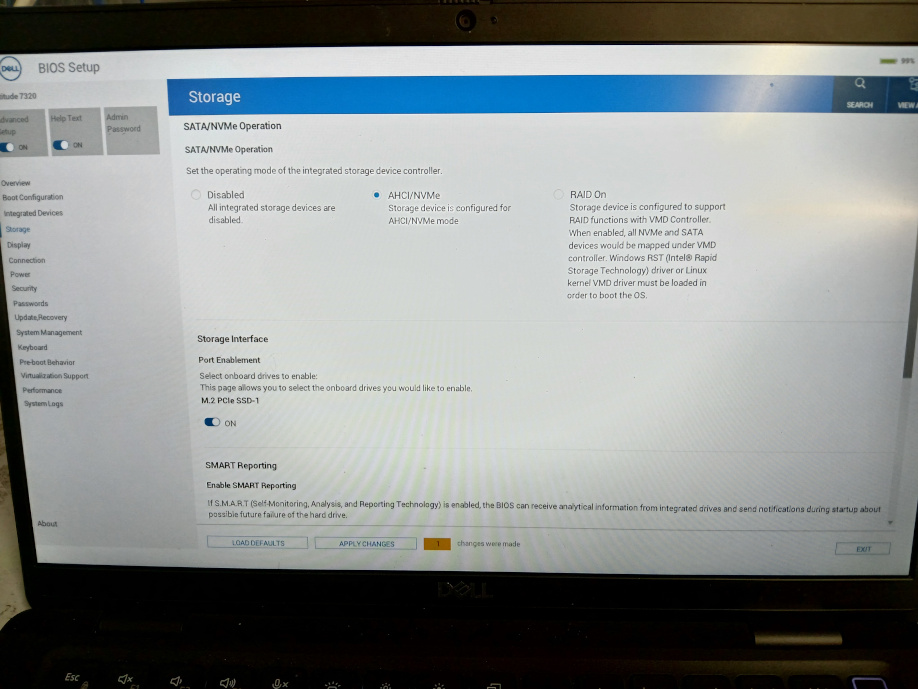 DELL
BIOS Setup
99%
itude 7320
dvanced
etup
ON
Help Text
ON
Admin
Password
Storage
SEARCH
VIEW A
Overview
Boot Configuration
Integrated Devices
Storage
Display
Connection
Power
Security
Passwords
Update,Recovery
System Management
Keyboard
Pre-boot Behavior
Virtualization Support
Performance
System Logs
About
SATA/NVMe Operation
SATA/NVMe Operation
Set the operating mode of the integrated storage device controller.
Disabled
All integrated storage devices are
disabled.
AHCI/NVMe
Storage device is configured for
AHCI/NVMe mode
RAID On
Storage device is configured to support
RAID functions with VMD Controller.
When enabled, all NVMe and SATA
devices would be mapped under VMD
controller. Windows RST (Intel® Rapid
Storage Technology) driver or Linux
kernel VMD driver must be loaded in
order to boot the OS.
Storage Interface
Port Enablement
Select onboard drives to enable:
This page allows you to select the onboard drives you would like to enable.
M.2 PCIe SSD-1
ON
SMART Reporting
Enable SMART Reporting
If S.M.A.R.T (Self-Monitoring, Analysis, and Reporting Technology) is enabled, the BIOS can receive analytical information from integrated drives and send notifications during startup about
possible future failure of the hard drive.
LOAD DEFAULTS
APPLY CHANGES
1
changes were made
EXIT
DELL
Esc